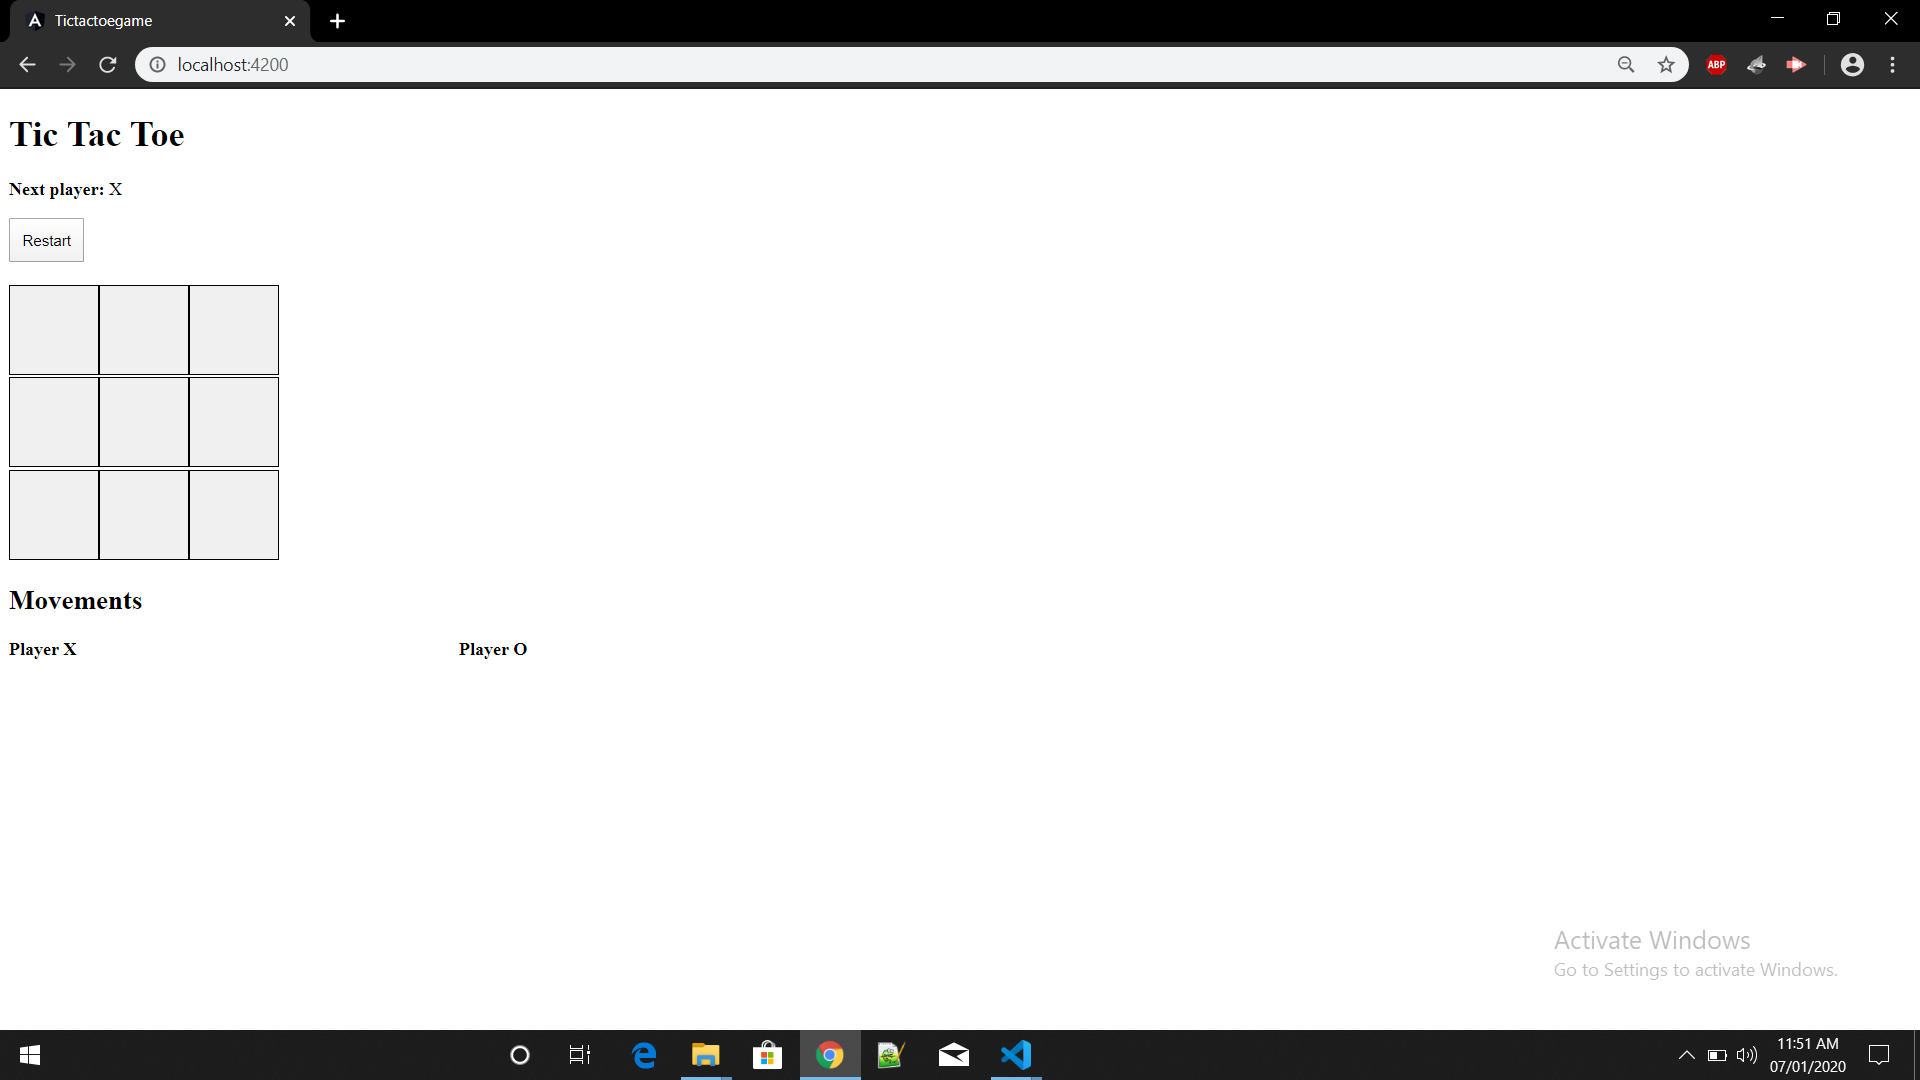 Tictactoegame
localhost:4200
ABP
Tic Tac Toe
Next player: X
Restart
Movements
Player X Player O
Activate Windows
Go to Settings to activate Windows.
11:51 AM
07/01/2020